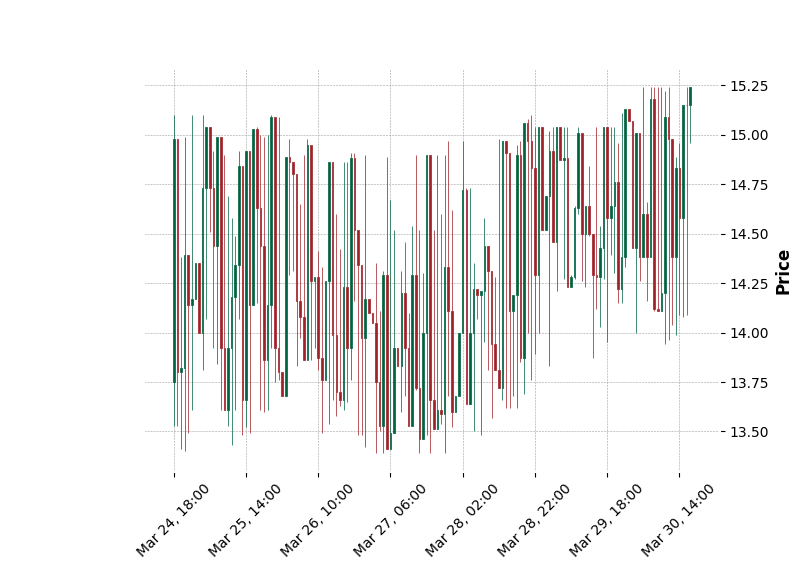 15.25
15.00
14.75
14.50
14.25
14.00
13.75
13.50
Price
Mar 24, 18:00
Mar 25, 14:00
Mar 26, 10:00
Mar 27, 06:00
Mar 28, 02:00
Mar 28, 22:00
Mar 29, 18:00
Mar 30, 14:00